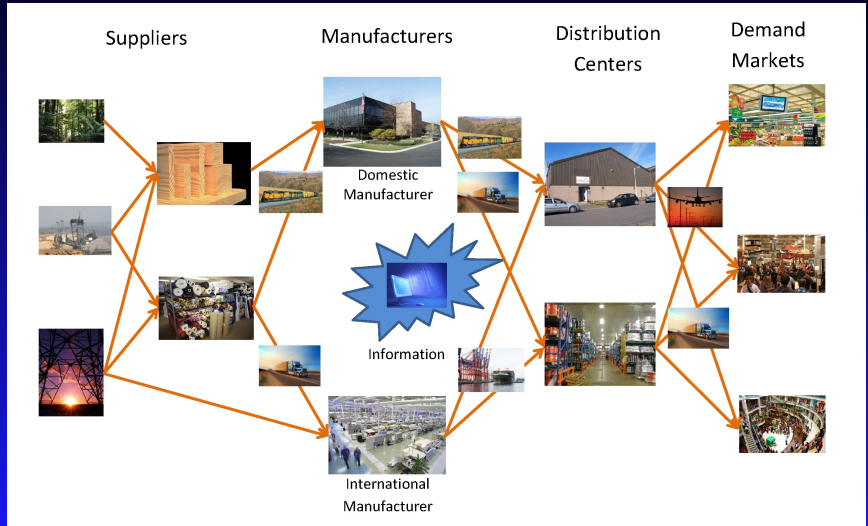 Suppliers
Manufacturers
Distribution
Centers
Demand
Markets
Domestic
Manufacturer
Information
International
Manufacturer